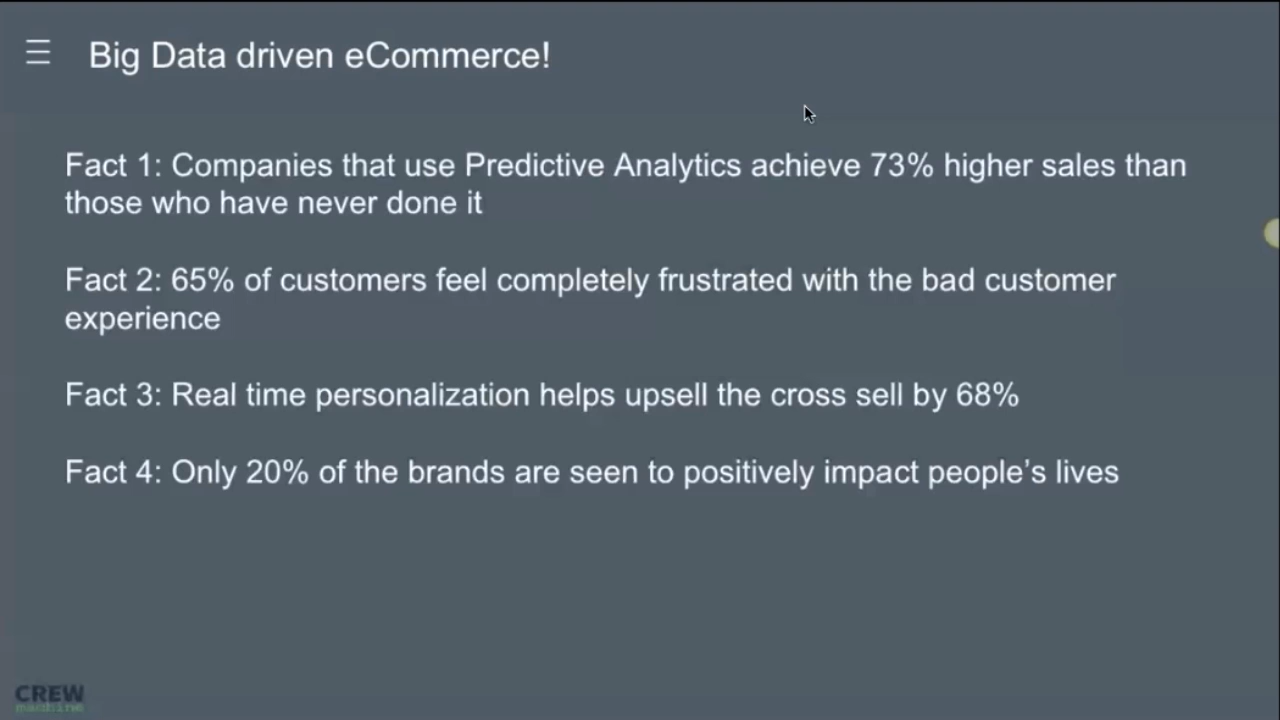 Big Data driven eCommerce!
Fact 1: Companies that use Predictive Analytics achieve 73% higher sales than
those who have never done it
Fact 2: 65% of customers feel completely frustrated with the bad customer
experience
Fact 3: Real time personalization helps upsell the cross sell by 68%
Fact 4: Only 20% of the brands are seen to positively impact people’s lives
CREW
machine